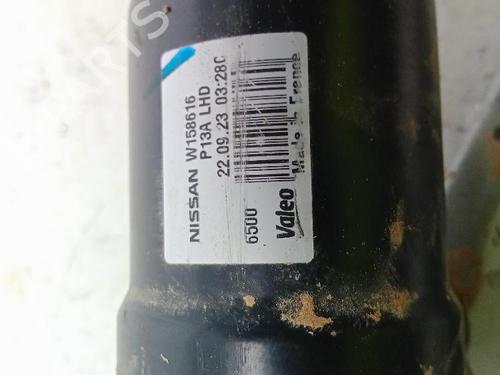 NISSAN W158616
P13A LHD
22.09.23 03:28C
6500
Valeo
Made in France